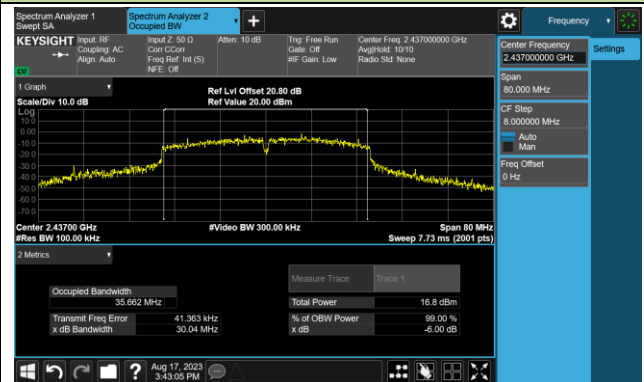 Spectrum Analyzer 1
Swept SA
Spectrum Analyzer 2
Occupied BW
+
Frequency
KEYSIGHT
Input: RF
Coupling: AC
Align: Auto
Input Z: 50 Ω
Corr CCorr
Freq Ref: Int (S)
NFE: Off
Atten: 10 dB
Trig: Free Run
Gate: Off
#IF Gain: Low
Center Freq: 2.437000000 GHz
Avg|Hold: 10/10
Radio Std: None
Center Frequency
2.437000000 GHz
Settings
Span
80.000 MHz
CF Step
8.000000 MHz
Auto
Man
Freq Offset
0 Hz
1 Graph
Scale/Div 10.0 dB
Ref Lvl Offset 20.80 dB
Ref Value 20.00 dBm
Log
10.0
0.00
-10.0
-20.0
-30.0
-40.0
-50.0
-60.0
-70.0
Center 2.43700 GHz
#Video BW 300.00 kHz
Span 80 MHz
#Res BW 100.00 kHz
Sweep 7.73 ms (2001 pts)
2 Metrics
Measure Trace
Trace 1
Occupied Bandwidth
35.662 MHz
Total Power
16.8 dBm
Transmit Freq Error
41.363 kHz
% of OBW Power
99.00 %
x dB Bandwidth
30.04 MHz
x dB
-6.00 dB
Aug 17, 2023
3:43:05 PM